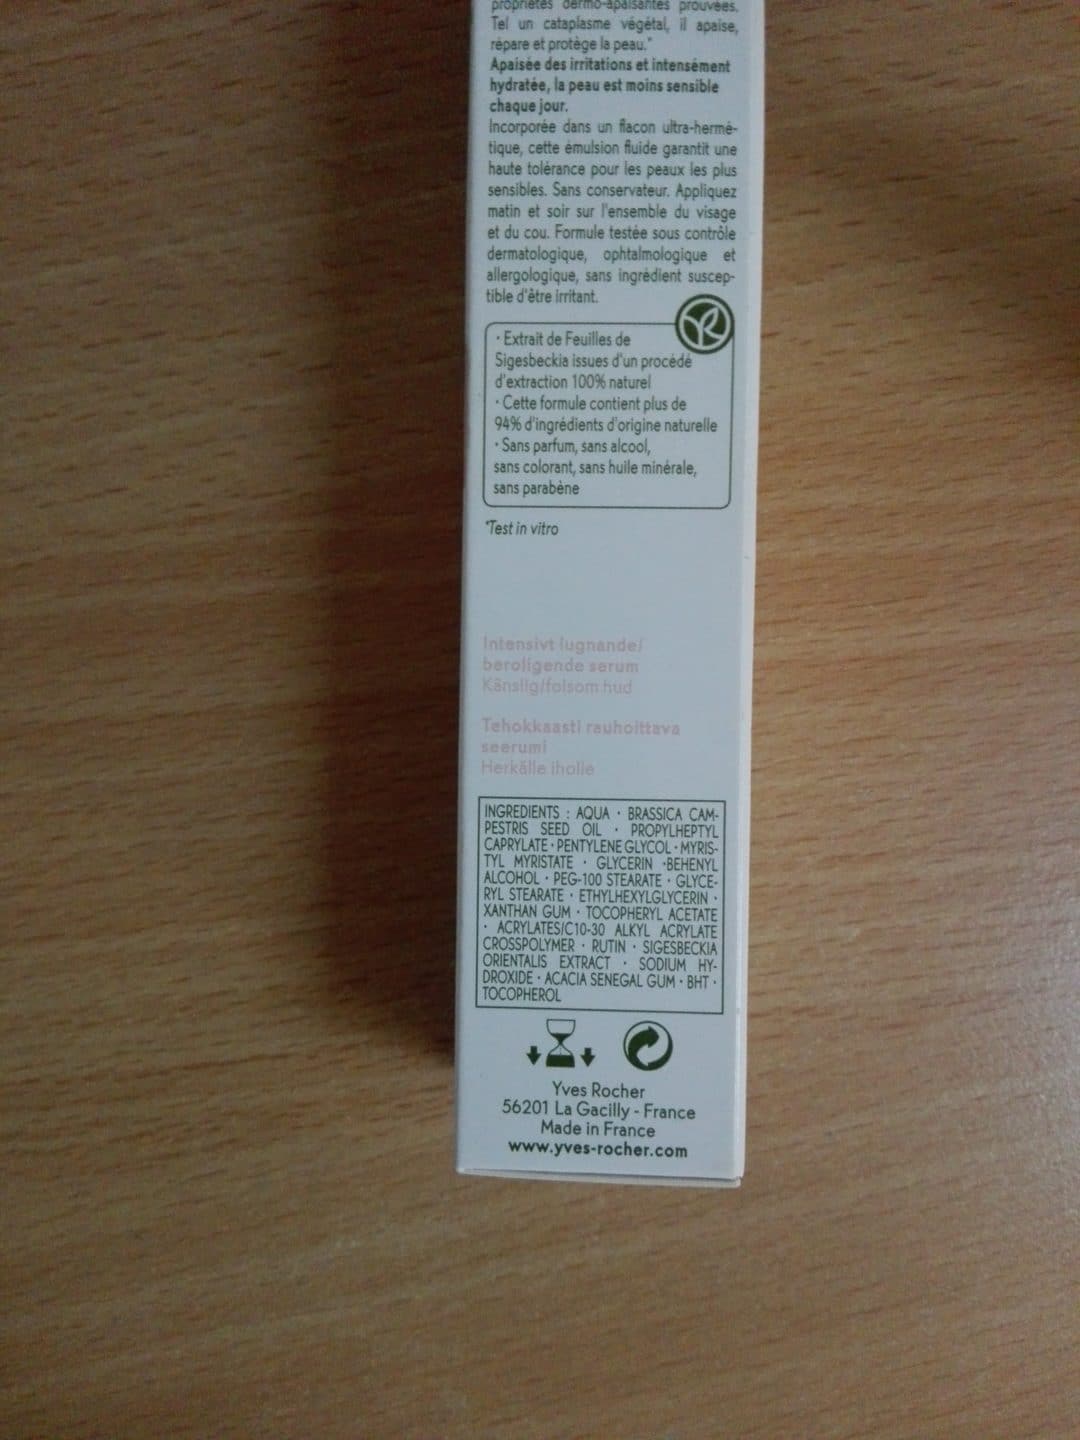 propriétés dermo-apaisantes prouvées.
Tel un cataplasme végétal, il apaise,
répare et protège la peau.*
Apaisée des irritations et intensément
hydratée, la peau est moins sensible
chaque jour.
Incorporée dans un flacon ultra-hermé-
tique, cette émulsion fluide garantit une
haute tolérance pour les peaux les plus
sensibles. Sans conservateur. Appliquez
matin et soir sur l'ensemble du visage
et du cou. Formule testée sous contrôle
dermatologique, ophtalmologique et
allergologique, sans ingrédient suscep-
tible d'être irritant.
· Extrait de Feuilles de
Sigesbeckia issues d'un procédé
d'extraction 100% naturel
· Cette formule contient plus de
94% d'ingrédients d'origine naturelle
· Sans parfum, sans alcool,
sans colorant, sans huile minérale,
sans parabène
*Test in vitro
Intensivt lugnande/
beroligende serum
Känslig/følsom hud
Tehokkaasti rauhoittava
seerumi
Herkälle iholle
INGREDIENTS : AQUA · BRASSICA CAM-
PESTRIS SEED OIL · PROPYLHEPTYL
CAPRYLATE · PENTYLENE GLYCOL · MYRIS-
TYL MYRISTATE · GLYCERIN ·BEHENYL
ALCOHOL · PEG-100 STEARATE · GLYCE-
RYL STEARATE · ETHYLHEXYLGLYCERIN ·
XANTHAN GUM · TOCOPHERYL ACETATE
· ACRYLATES/C10-30 ALKYL ACRYLATE
CROSSPOLYMER · RUTIN · SIGESBECKIA
ORIENTALIS EXTRACT · SODIUM HY-
DROXIDE · ACACIA SENEGAL GUM · BHT ·
TOCOPHEROL
Yves Rocher
56201 La Gacilly - France
Made in France
www.yves-rocher.com